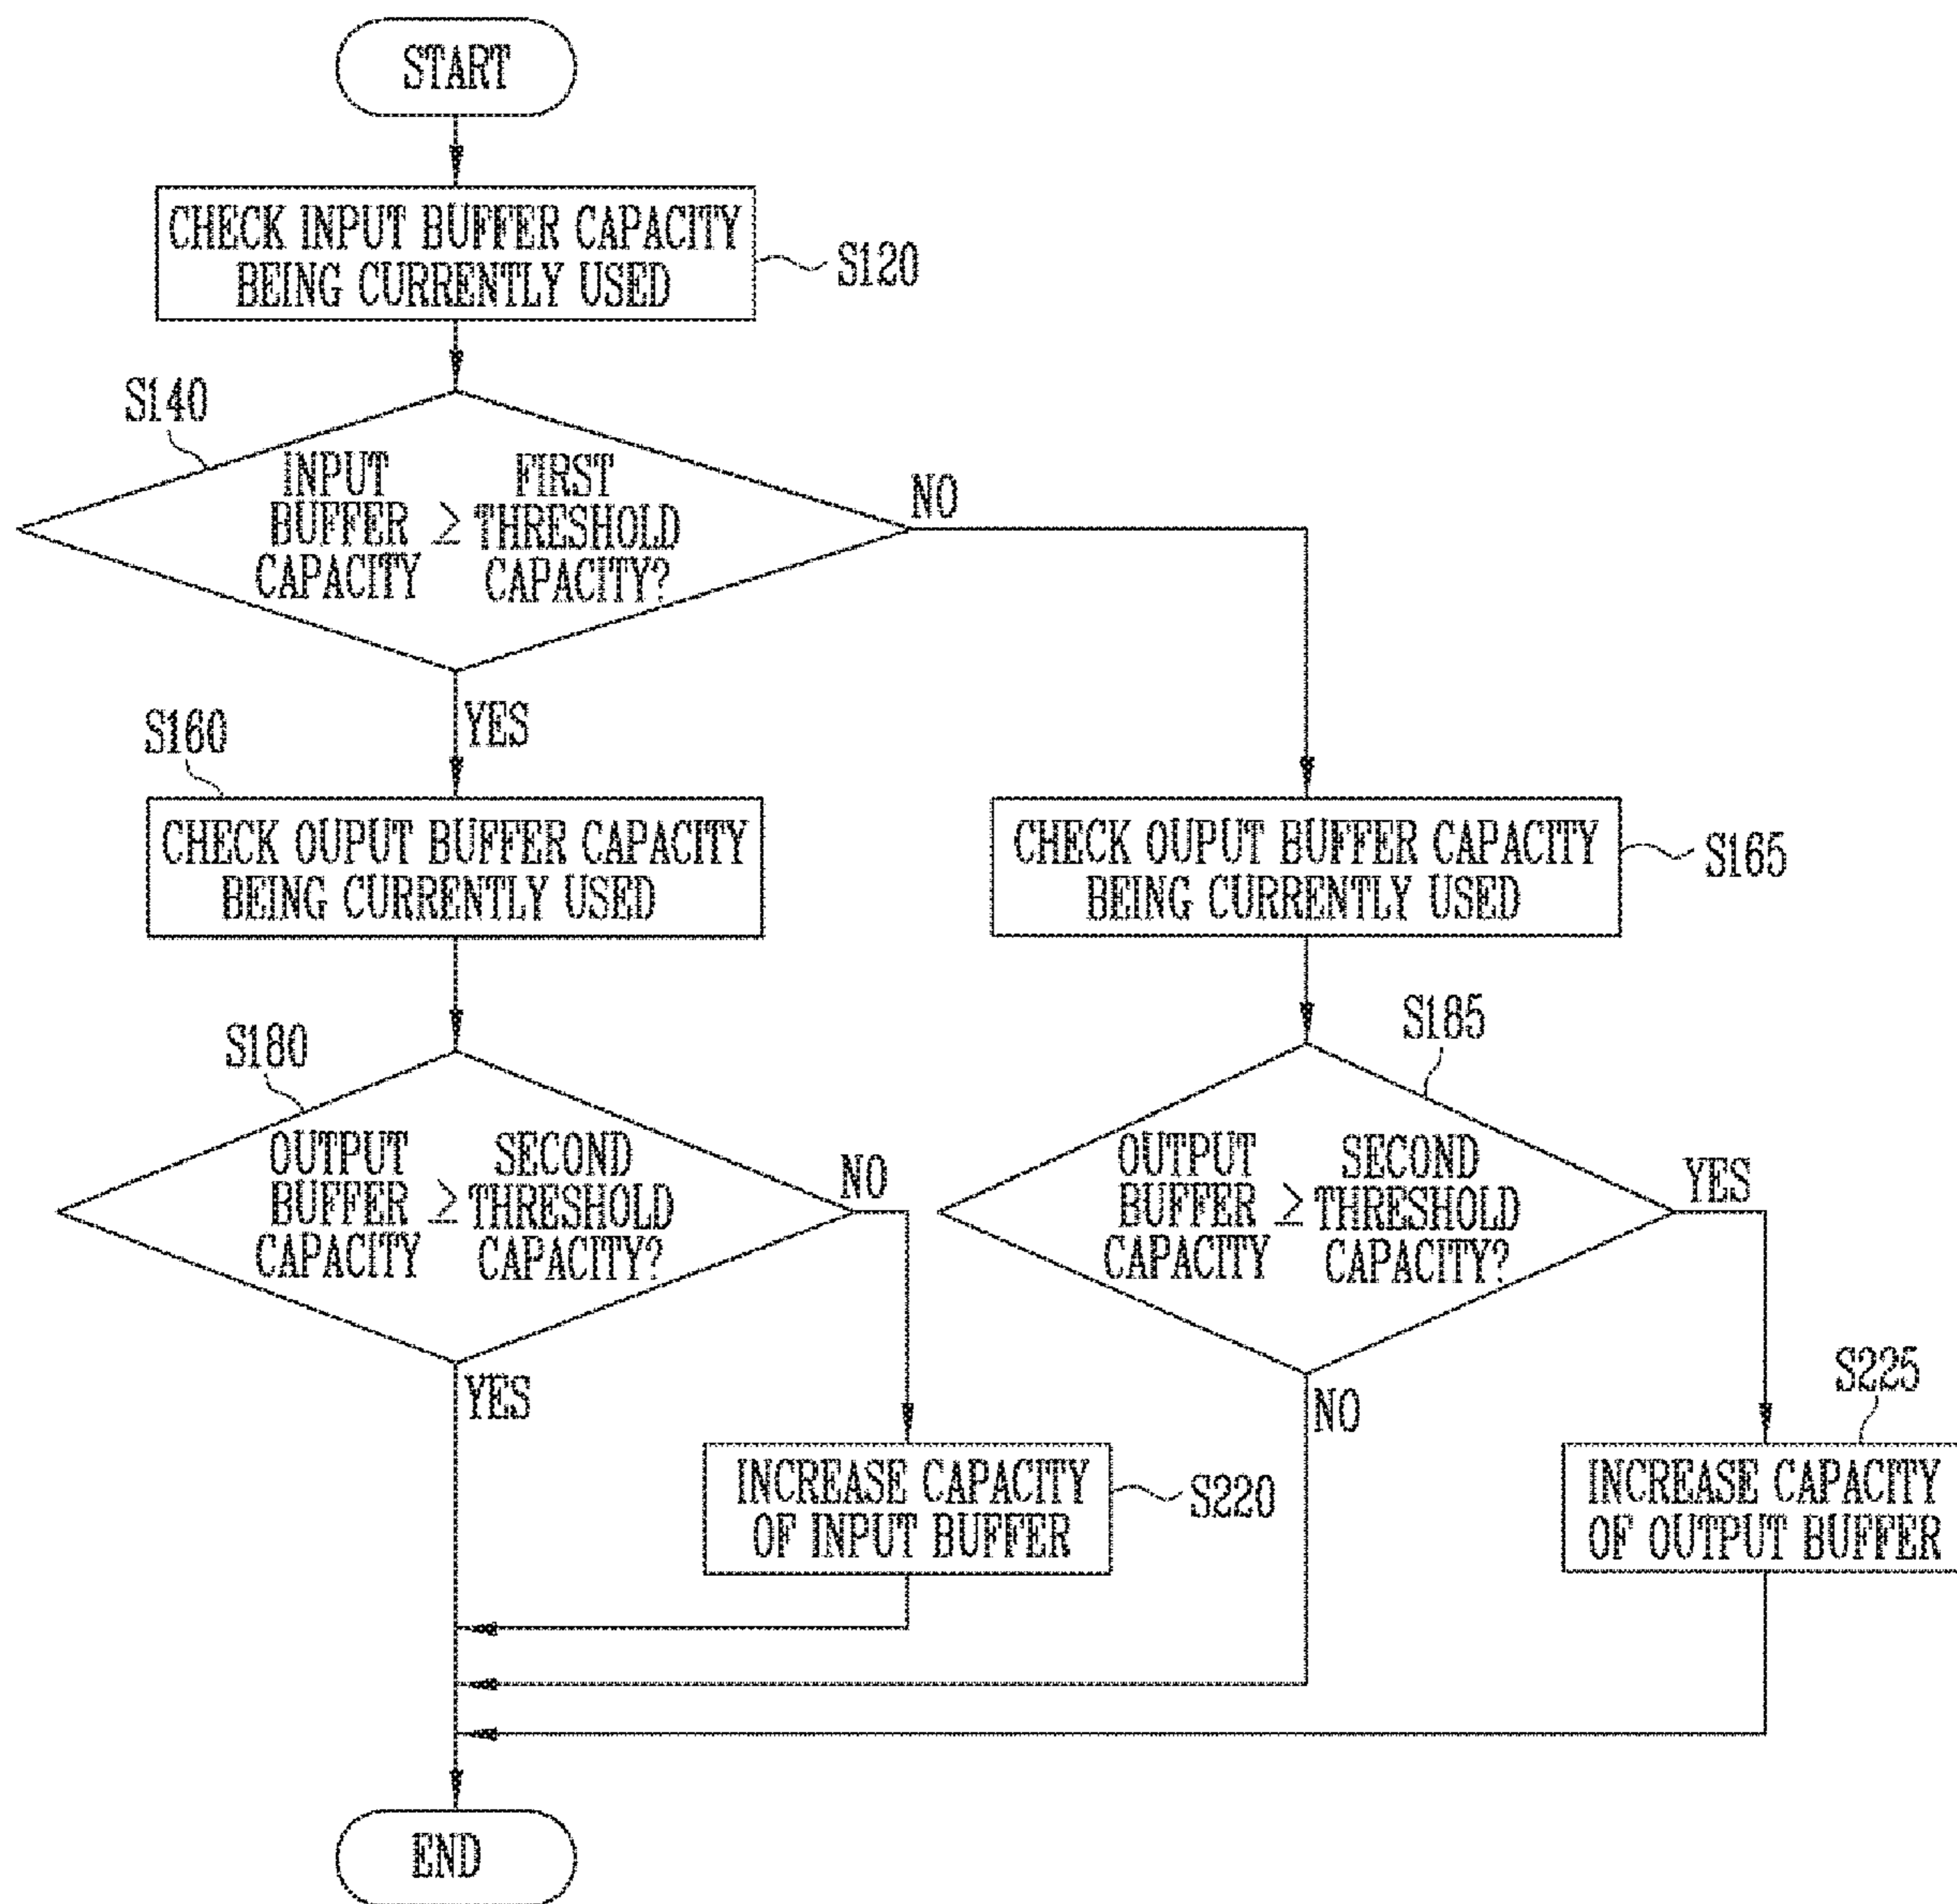 START
CHECK INPUT BUFFER CAPACITY
BEING CURRENTLY USED
S120
S140
INPUT
BUFFER
CAPACITY
≥
FIRST
THRESHOLD
CAPACITY?
NO
YES
S160
CHECK OUPUT BUFFER CAPACITY
BEING CURRENTLY USED
CHECK OUPUT BUFFER CAPACITY
BEING CURRENTLY USED
S165
S180
OUTPUT
BUFFER
CAPACITY
≥
SECOND
THRESHOLD
CAPACITY?
NO
YES
S185
OUTPUT
BUFFER
CAPACITY
≥
SECOND
THRESHOLD
CAPACITY?
YES
NO
INCREASE CAPACITY
OF INPUT BUFFER
S220
S225
INCREASE CAPACITY
OF OUTPUT BUFFER
END